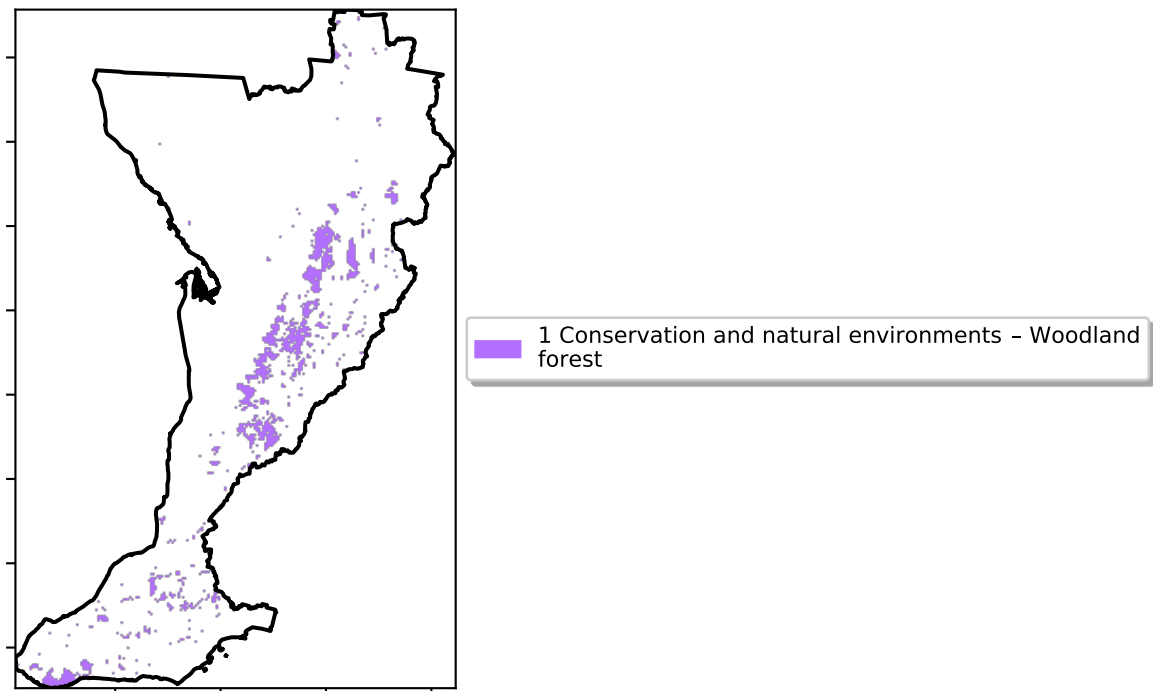 1 Conservation and natural environments – Woodland
forest